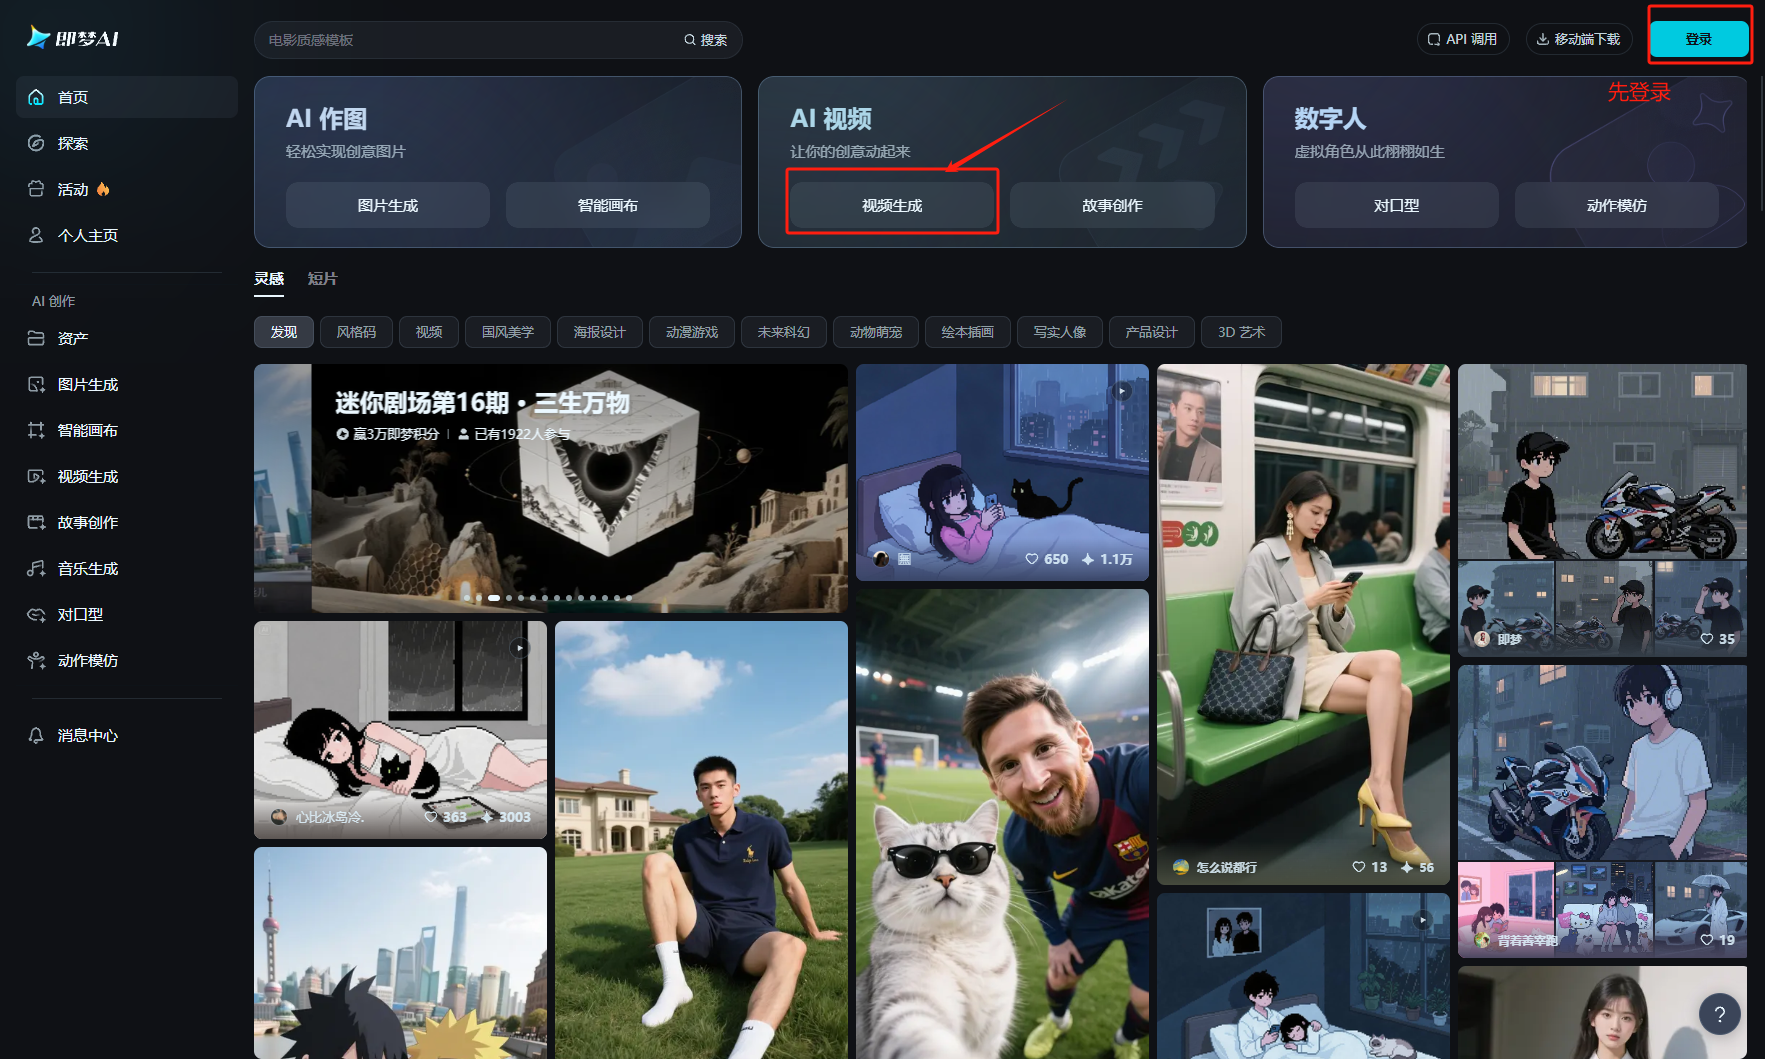 即梦AI
电影质感模板
搜索
API 调用
移动端下载
登录
先登录
首页
探索
活动
个人主页
AI 创作
资产
图片生成
智能画布
视频生成
故事创作
音乐生成
对口型
动作模仿
消息中心
AI 作图
轻松实现创意图片
图片生成
智能画布
AI 视频
让你的创意动起来
视频生成
故事创作
数字人
虚拟角色从此栩栩如生
对口型
动作模仿
灵感
短片
发现
风格码
视频
国风美学
海报设计
动漫游戏
未来科幻
动物萌宠
绘本插画
写实人像
产品设计
3D 艺术
迷你剧场第16期·三生万物
赢3万即梦积分
已有1922人参与
650
1.1万
即梦
35
心比冰岛冷.
363
3003
怎么说都行
13
56
背着善宰跑
19
?